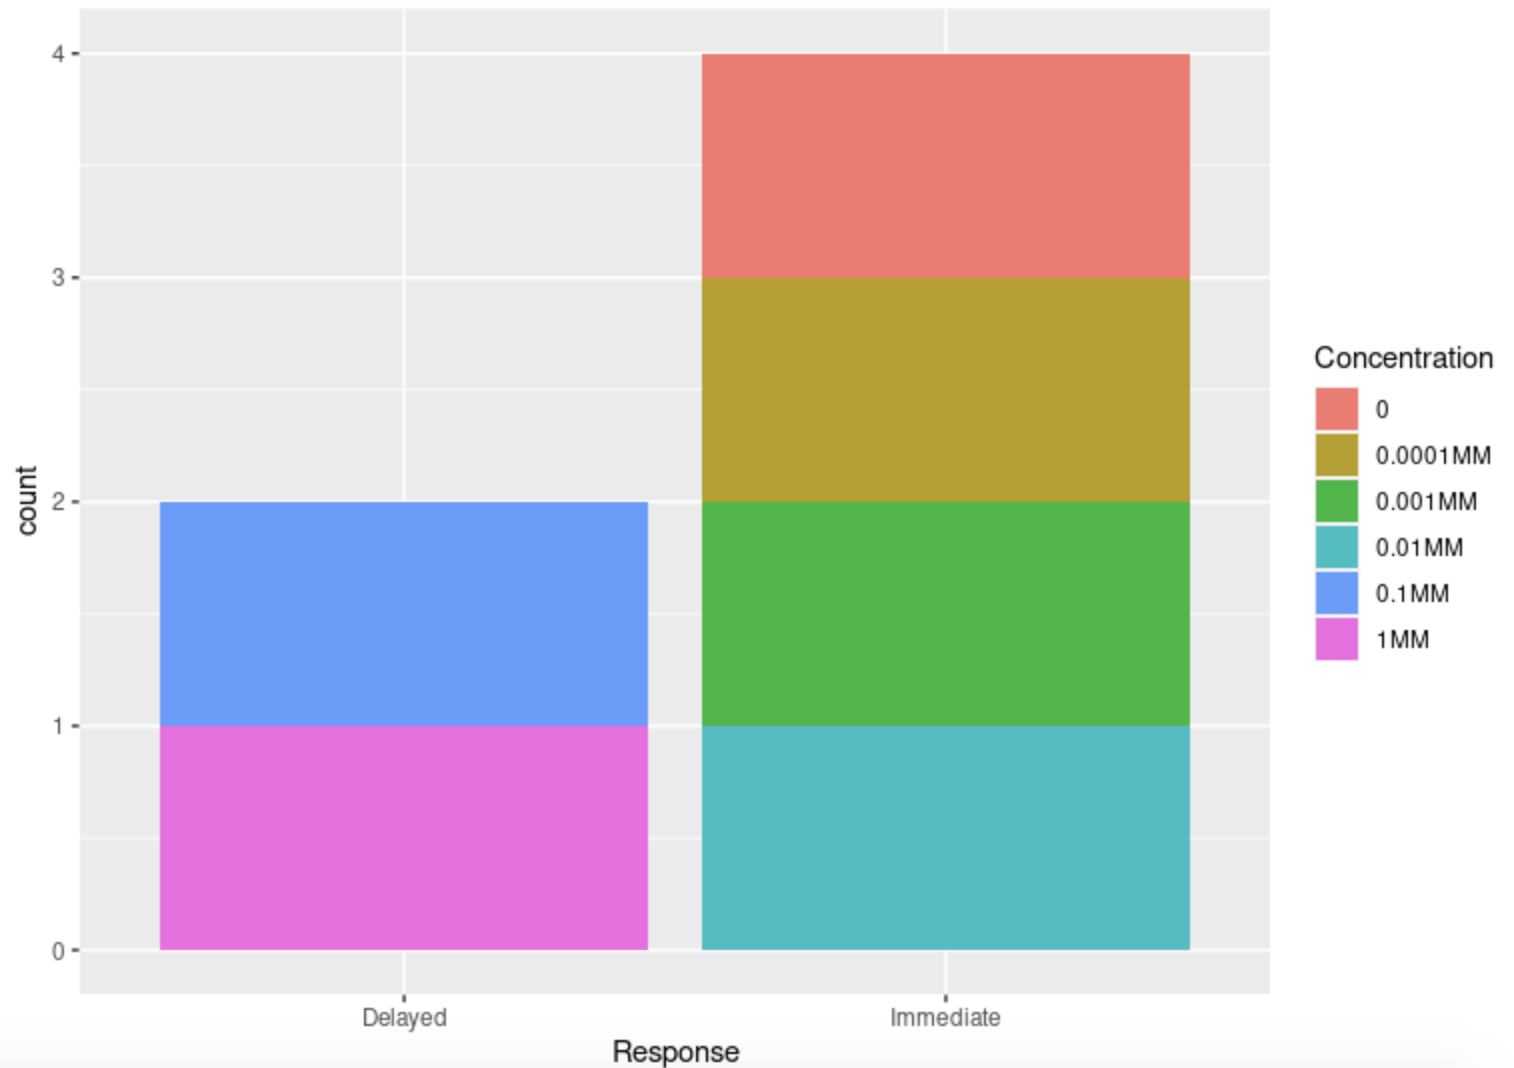 4
3
2
1
0
count
Delayed
Immediate
Response
Concentration
0
0.0001MM
0.001MM
0.01MM
0.1MM
1MM